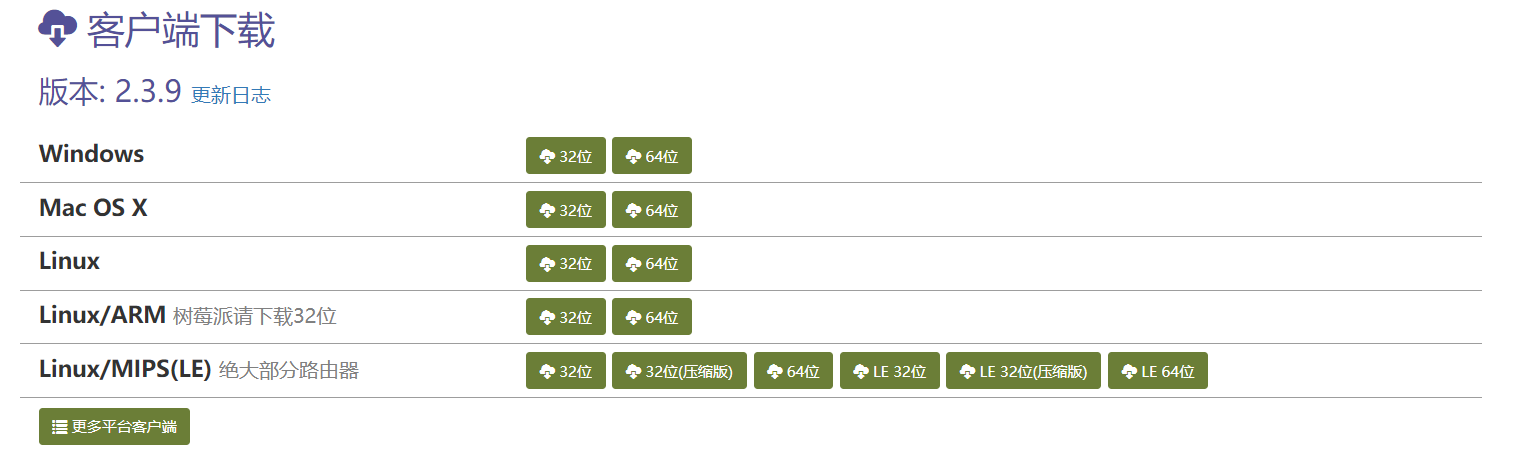 客户端下载
版本: 2.3.9 更新日志
Windows 32位 64位
Mac OS X 32位 64位
Linux 32位 64位
Linux/ARM 树莓派请下载32位 32位 64位
Linux/MIPS(LE) 绝大部分路由器 32位 32位(压缩版) 64位 LE 32位 LE 32位(压缩版) LE 64位
更多平台客户端